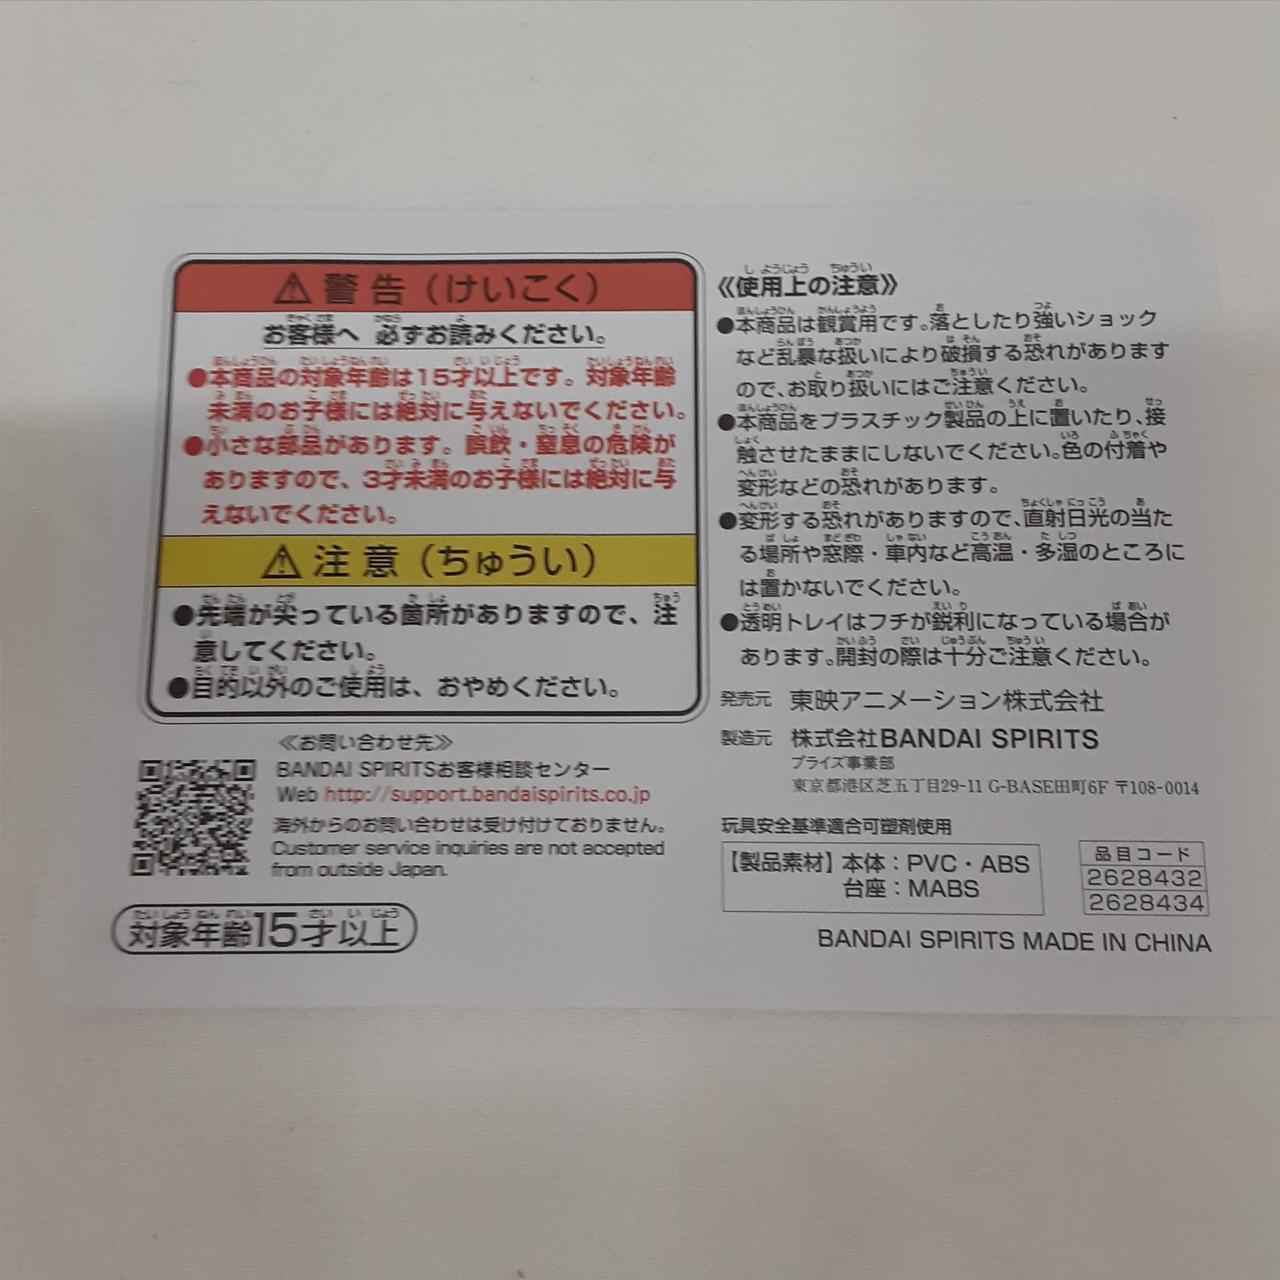 ⚠警告（けいこく）
お客様へ 必ずお読みください。
●本商品の対象年齢は15才以上です。対象年齢
未満のお子様には絶対に与えないでください。
●小さな部品があります。誤飲・窒息の危険が
ありますので、3才未満のお子様には絶対に与
えないでください。
⚠注意（ちゅうい）
●先端が尖っている箇所がありますので、注
意してください。
●目的以外のご使用は、おやめください。
≪お問い合わせ先≫
BANDAI SPIRITSお客様相談センター
Web http://support.bandaispirits.co.jp
海外からのお問い合わせは受け付けておりません。
Customer service inquiries are not accepted
from outside Japan.
対象年齢15才以上
≪使用上の注意≫
●本商品は観賞用です。落としたり強いショック
など乱暴な扱いにより破損する恐れがあります
ので、お取り扱いにはご注意ください。
●本商品をプラスチック製品の上に置いたり、接
触させたままにしないでください。色の付着や
変形などの恐れがあります。
●変形する恐れがありますので、直射日光の当た
る場所や窓際・車内など高温・多湿のところに
は置かないでください。
●透明トレイはフチが鋭利になっている場合が
あります。開封の際は十分ご注意ください。
発売元 東映アニメーション株式会社
製造元 株式会社BANDAI SPIRITS
プライズ事業部
東京都港区芝五丁目29-11 G-BASE田町6F 〒108-0014
玩具安全基準適合可塑剤使用
【製品素材】本体：PVC・ABS
台座：MABS
品目コード
2628432
2628434
BANDAI SPIRITS MADE IN CHINA